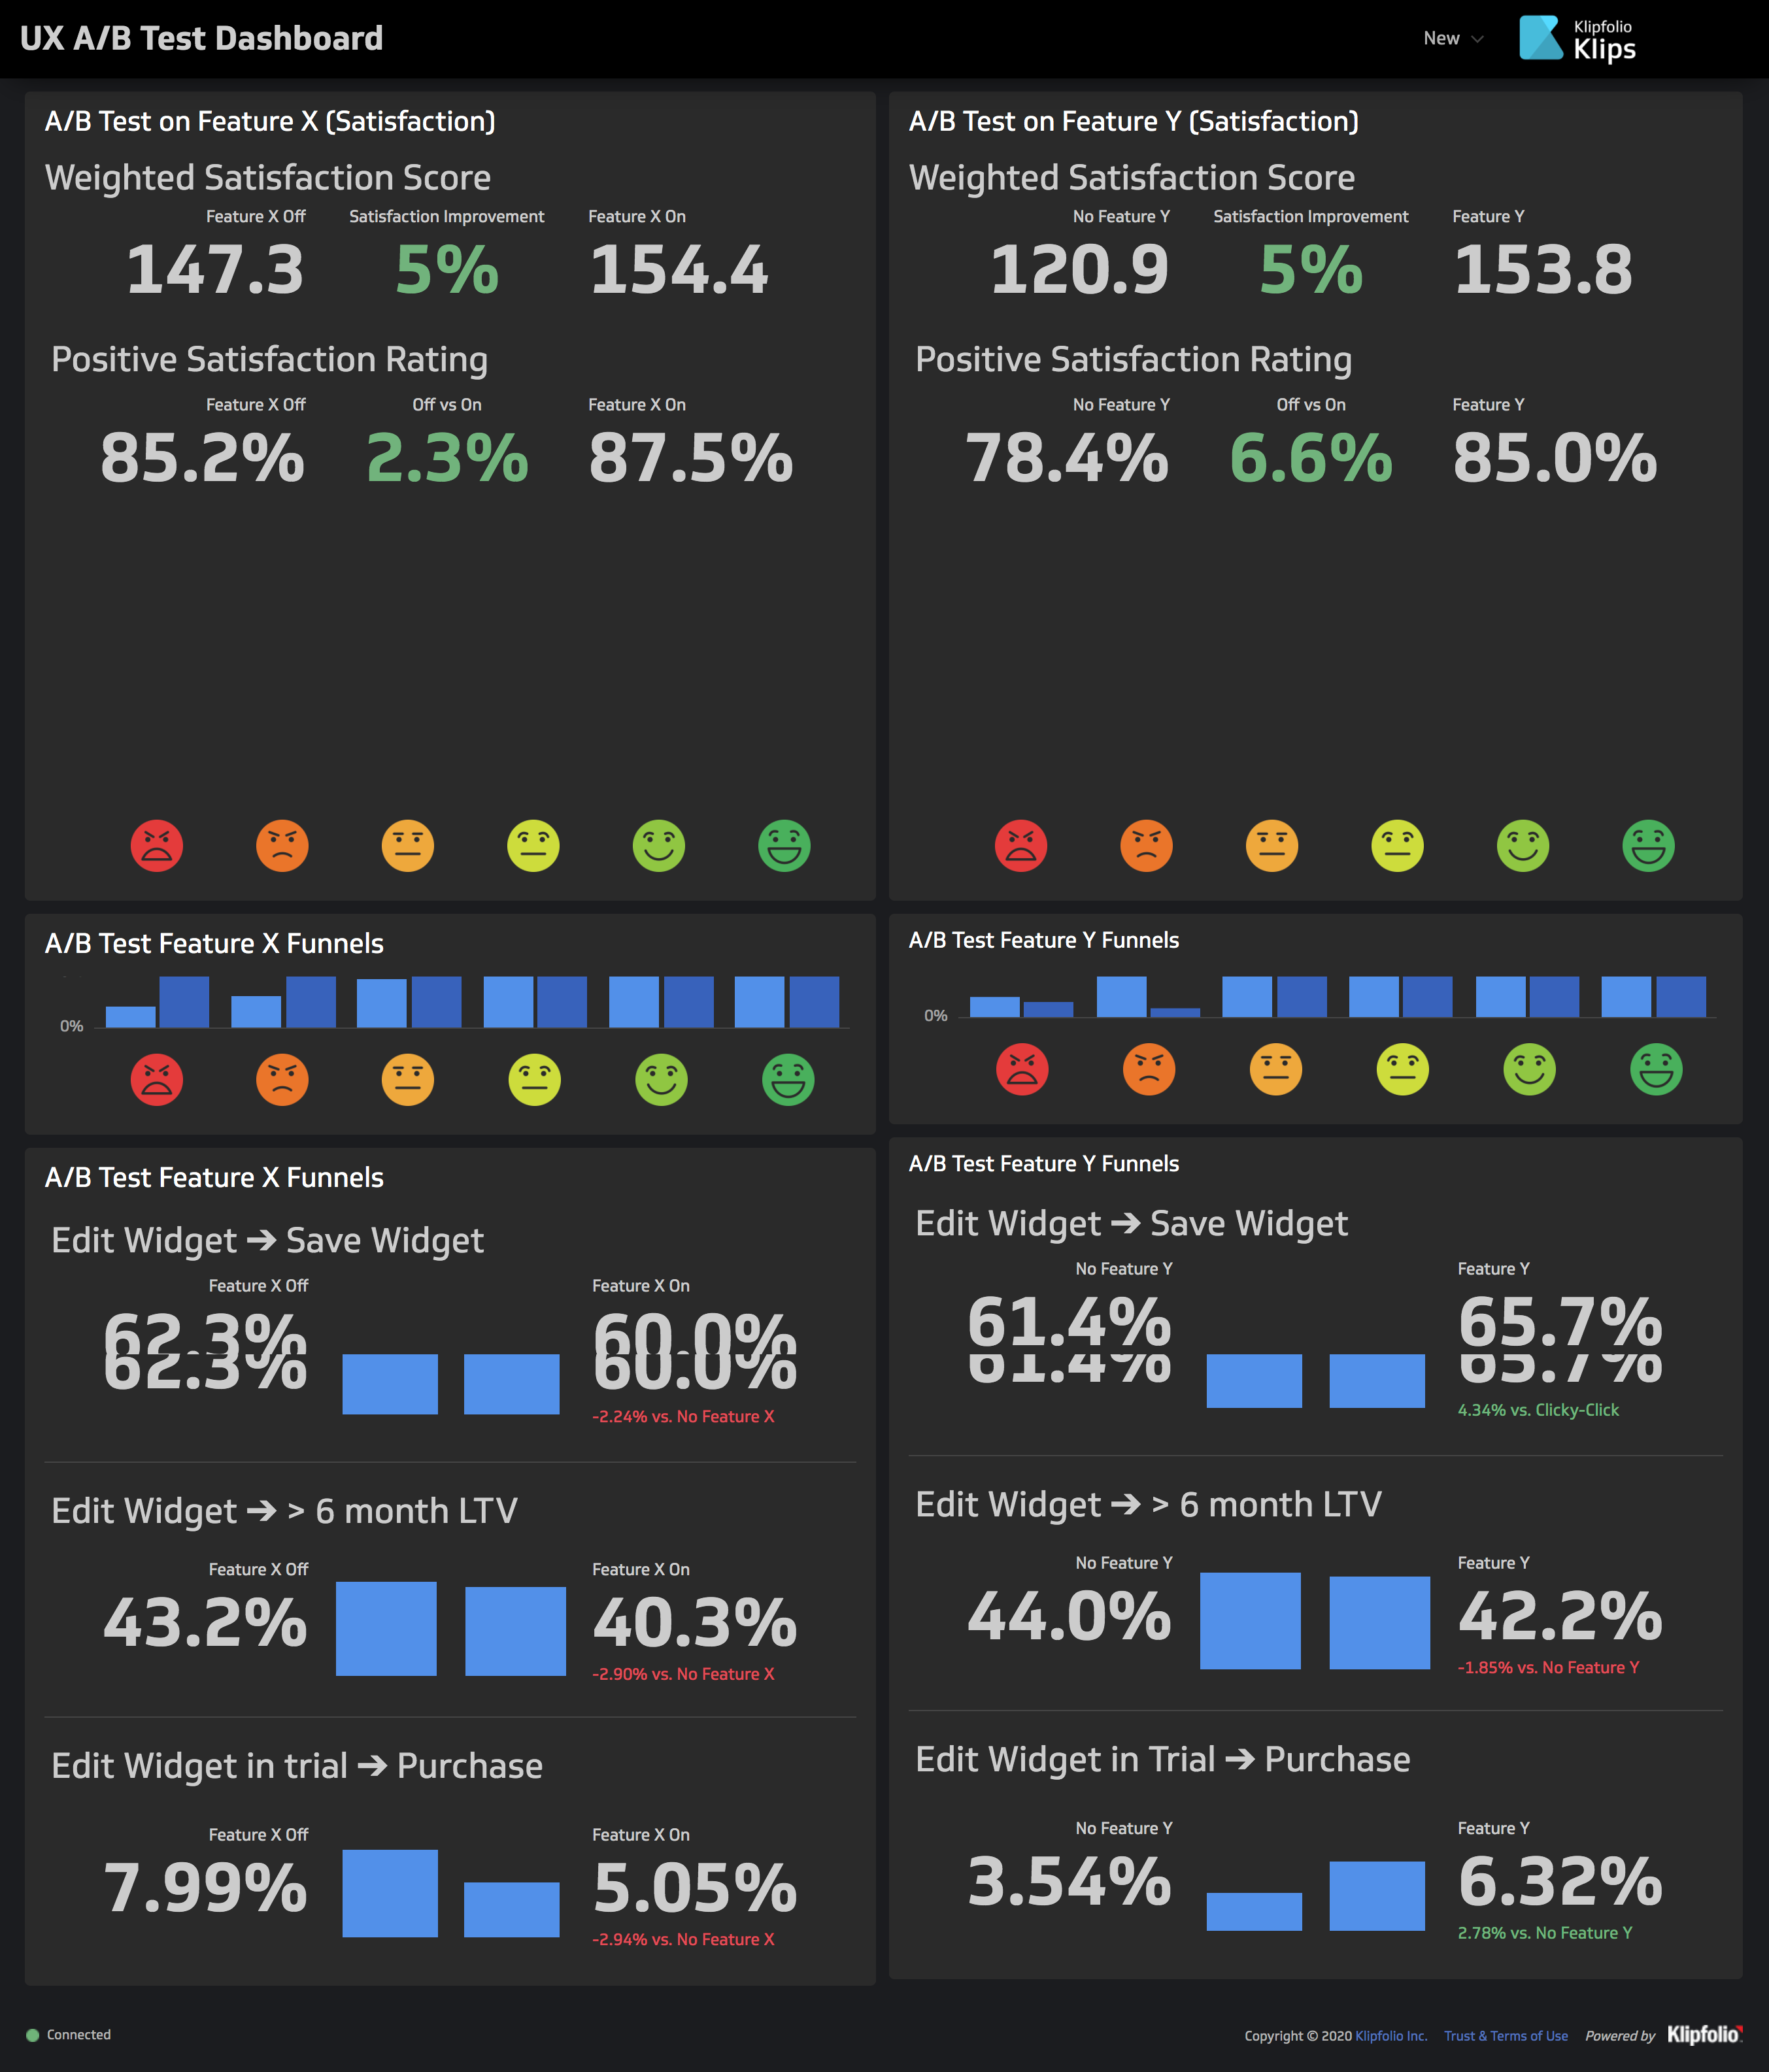 UX A/B Test Dashboard
New
Klipfolio
Klips
A/B Test on Feature X (Satisfaction)
Weighted Satisfaction Score
Feature X Off Satisfaction Improvement Feature X On
147.3 5% 154.4
Positive Satisfaction Rating
Feature X Off Off vs On Feature X On
85.2% 2.3% 87.5%
A/B Test on Feature Y (Satisfaction)
Weighted Satisfaction Score
No Feature Y Satisfaction Improvement Feature Y
120.9 5% 153.8
Positive Satisfaction Rating
No Feature Y Off vs On Feature Y
78.4% 6.6% 85.0%
A/B Test Feature X Funnels
0%
A/B Test Feature Y Funnels
0%
A/B Test Feature X Funnels
Edit Widget ➔ Save Widget
Feature X Off Feature X On
62.3% 60.0%
62.3% 60.0%
-2.24% vs. No Feature X
Edit Widget ➔ > 6 month LTV
Feature X Off Feature X On
43.2% 40.3%
-2.90% vs. No Feature X
Edit Widget in trial ➔ Purchase
Feature X Off Feature X On
7.99% 5.05%
-2.94% vs. No Feature X
A/B Test Feature Y Funnels
Edit Widget ➔ Save Widget
No Feature Y Feature Y
61.4% 65.7%
61.4% 65.7%
4.34% vs. Clicky-Click
Edit Widget ➔ > 6 month LTV
No Feature Y Feature Y
44.0% 42.2%
-1.85% vs. No Feature Y
Edit Widget in Trial ➔ Purchase
No Feature Y Feature Y
3.54% 6.32%
2.78% vs. No Feature Y
Connected
Copyright © 2020 Klipfolio Inc. Trust & Terms of Use Powered by Klipfolio